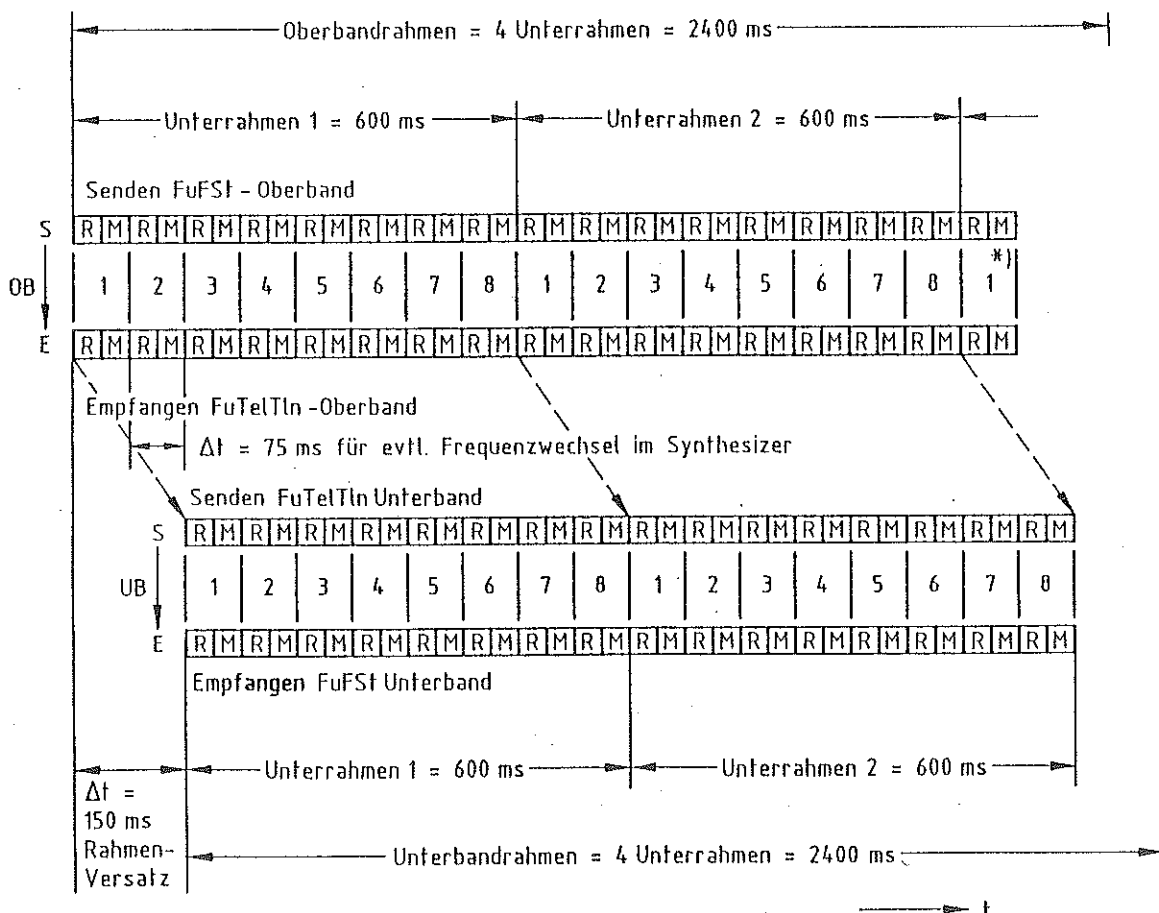 Oberbandrahmen = 4 Unterrahmen = 2400 ms
Unterrahmen 1 = 600 ms Unterrahmen 2 = 600 ms
Senden FuFSt - Oberband
S R M R M R M R M R M R M R M R M R M R M R M R M R M R M R M R M R M
OB 1 2 3 4 5 6 7 8 1 2 3 4 5 6 7 8 1 *)
E R M R M R M R M R M R M R M R M R M R M R M R M R M R M R M R M R M
Empfangen FuTelTln -Oberband
Δt = 75 ms für evtl. Frequenzwechsel im Synthesizer
Senden FuTelTln Unterband
S R M R M R M R M R M R M R M R M R M R M R M R M R M R M R M R M
UB 1 2 3 4 5 6 7 8 1 2 3 4 5 6 7 8
E R M R M R M R M R M R M R M R M R M R M R M R M R M R M R M R M
Empfangen FuFSt Unterband
Unterrahmen 1 = 600 ms Unterrahmen 2 = 600 ms
Δt =
150 ms
Rahmen-
Versatz
Unterbandrahmen = 4 Unterrahmen = 2400 ms
t